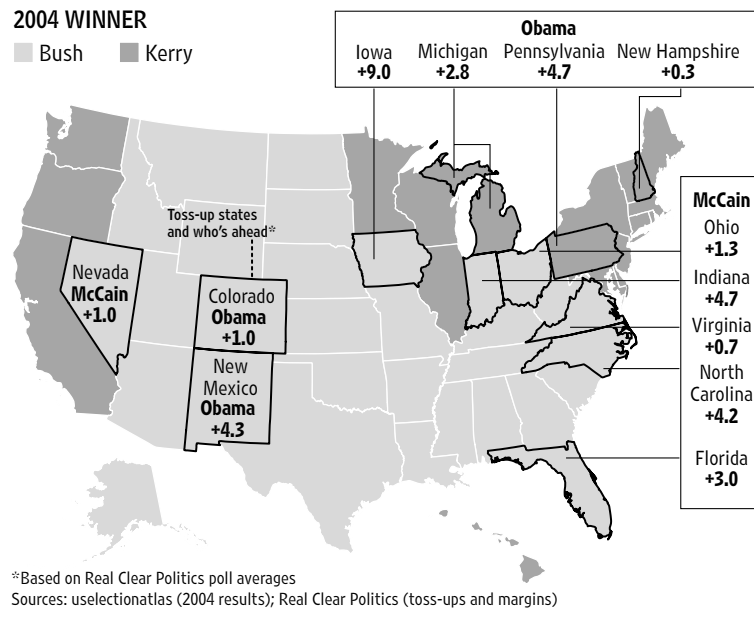 2004 WINNER
Bush
Kerry
Obama
Iowa
+9.0
Michigan
+2.8
Pennsylvania
+4.7
New Hampshire
+0.3
Toss-up states
and who's ahead*
Nevada
McCain
+1.0
Colorado
Obama
+1.0
New
Mexico
Obama
+4.3
McCain
Ohio
+1.3
Indiana
+4.7
Virginia
+0.7
North
Carolina
+4.2
Florida
+3.0
*Based on Real Clear Politics poll averages
Sources: uselectionatlas (2004 results); Real Clear Politics (toss-ups and margins)